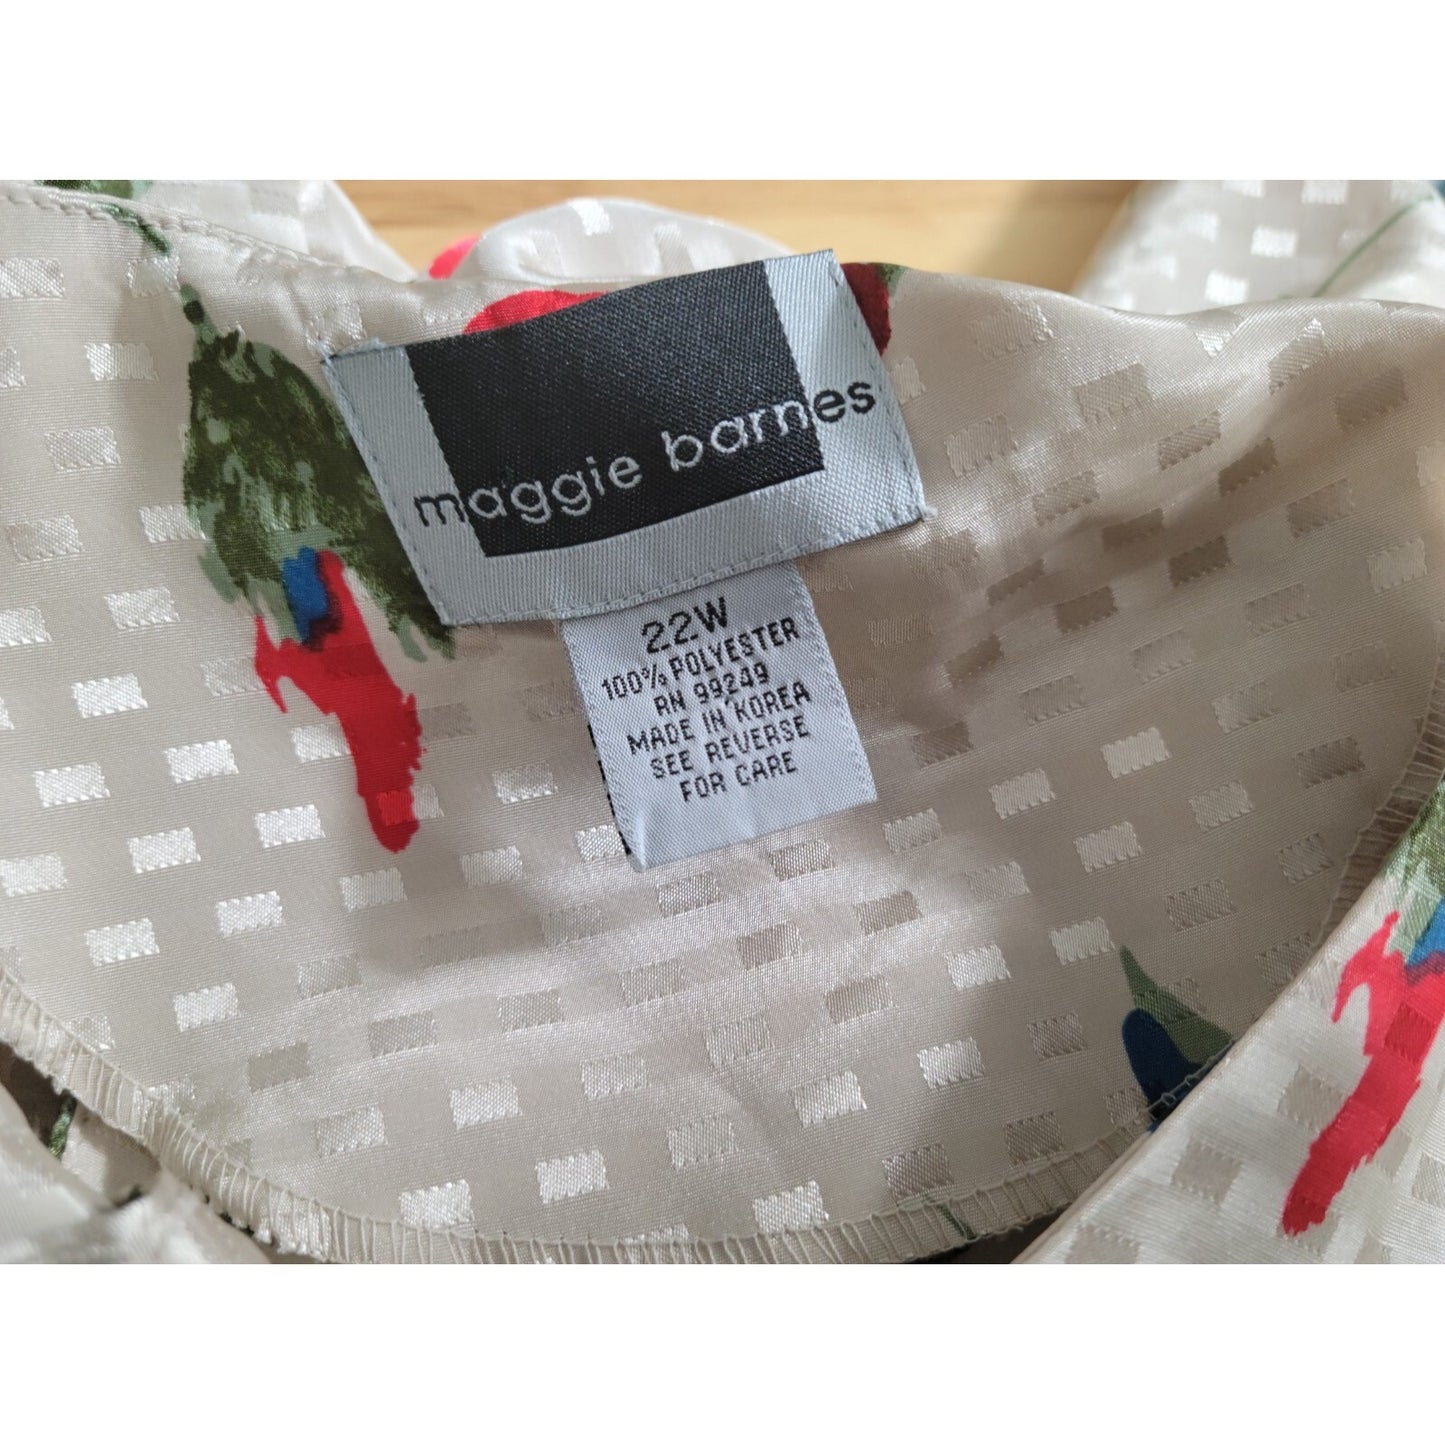 maggie barnes
22W
100% POLYESTER
RN 99249
MADE IN KOREA
SEE REVERSE
FOR CARE